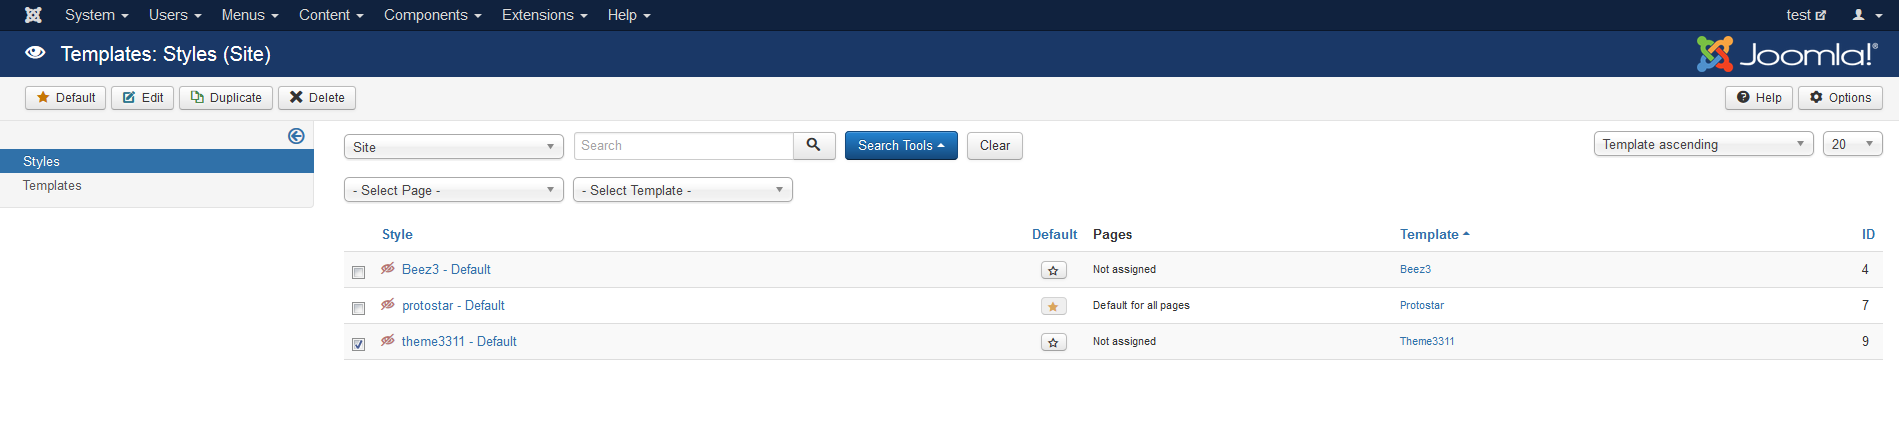 System Users Menus Content Components Extensions Help test
Templates: Styles (Site) Joomla!®
Default Edit Duplicate Delete Help Options
Styles
Templates
Site Search Search Tools Clear Template ascending 20
- Select Page - - Select Template -
Style Default Pages Template ID
Beez3 - Default Not assigned Beez3 4
protostar - Default Default for all pages Protostar 7
theme3311 - Default Not assigned Theme3311 9